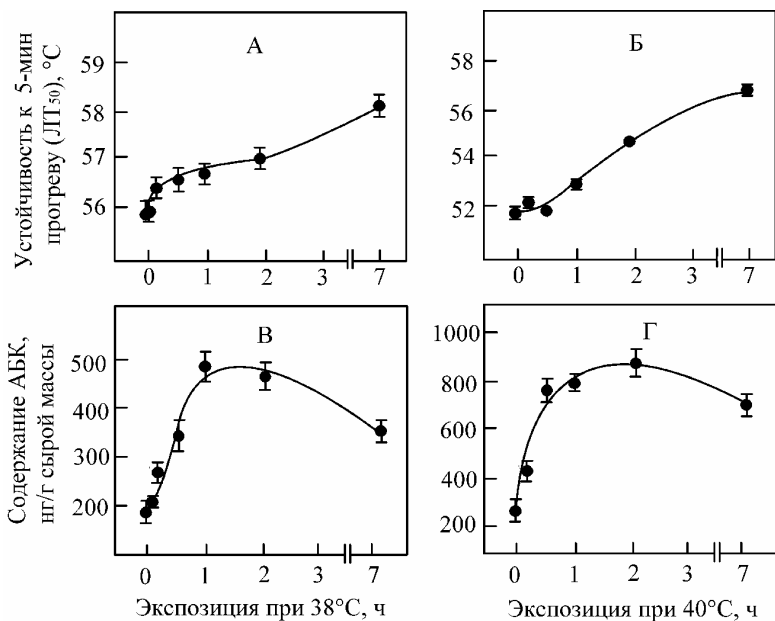 А
59
58
57
56
0 1 2 3 7
Устойчивость к 5-мин
прогреву (ЛТ50), °С
Б
58
56
54
52
0 1 2 3 7
В
500
400
300
200
0 1 2 3 7
Содержание АБК,
нг/г сырой массы
Экспозиция при 38°С, ч
Г
1000
800
600
400
200
0 1 2 3 7
Экспозиция при 40°С, ч